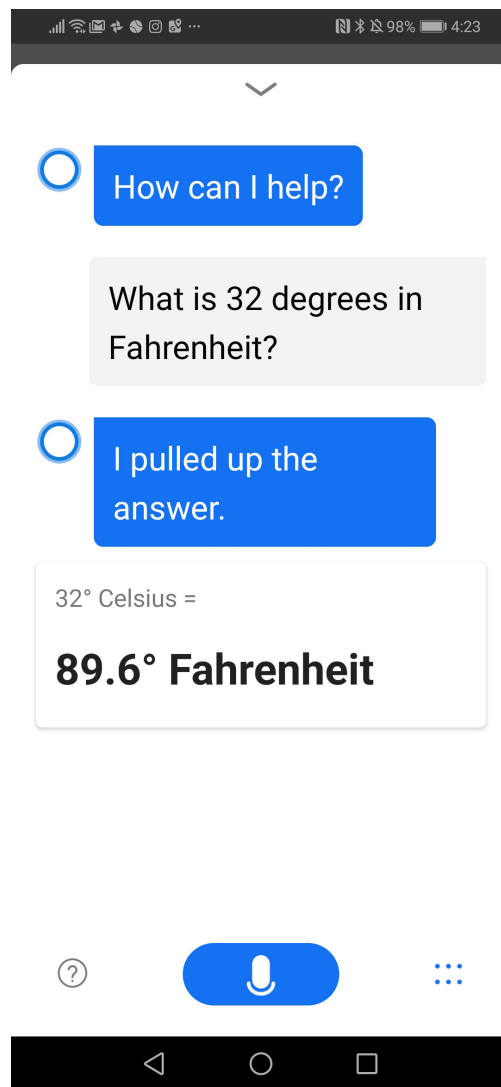 98% 4:23
How can I help?
What is 32 degrees in
Fahrenheit?
I pulled up the
answer.
32° Celsius =
89.6° Fahrenheit
?